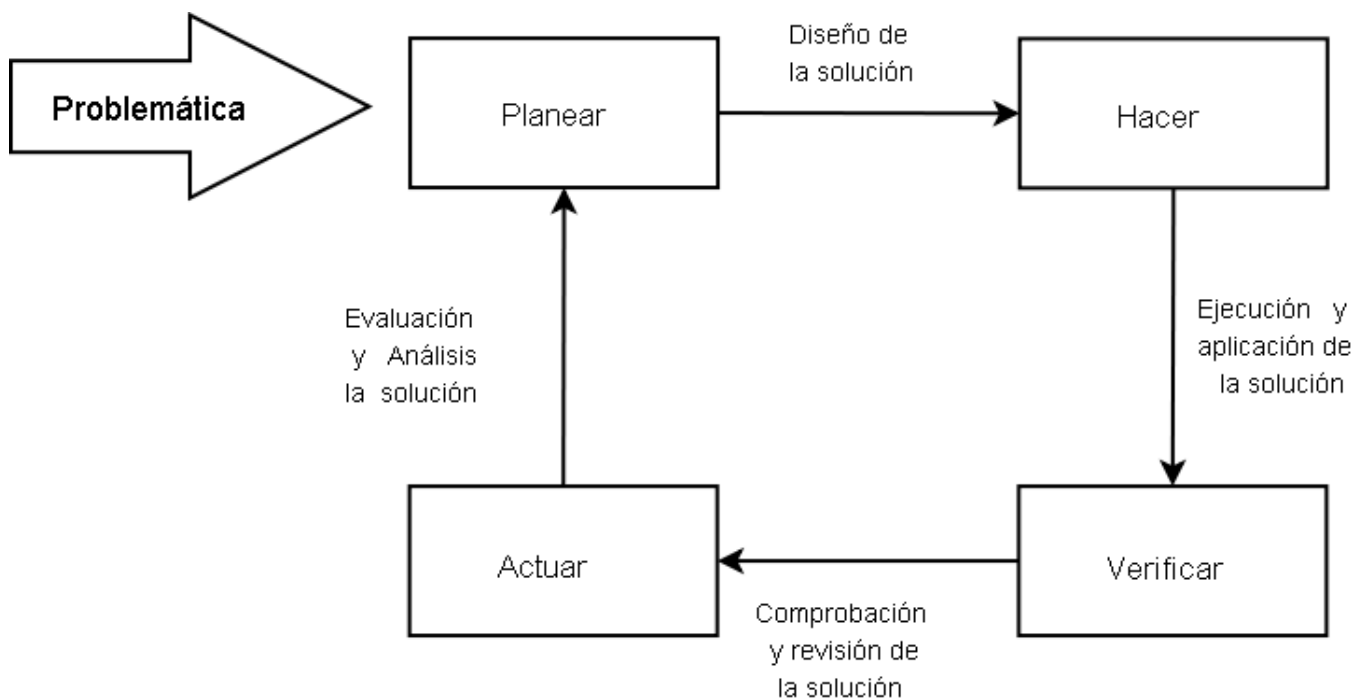 Problemática
Planear
Diseño de
la solución
Hacer
Ejecución y
aplicación de
la solución
Verificar
Comprobación
y revisión de
la solución
Actuar
Evaluación
y Análisis
la solución